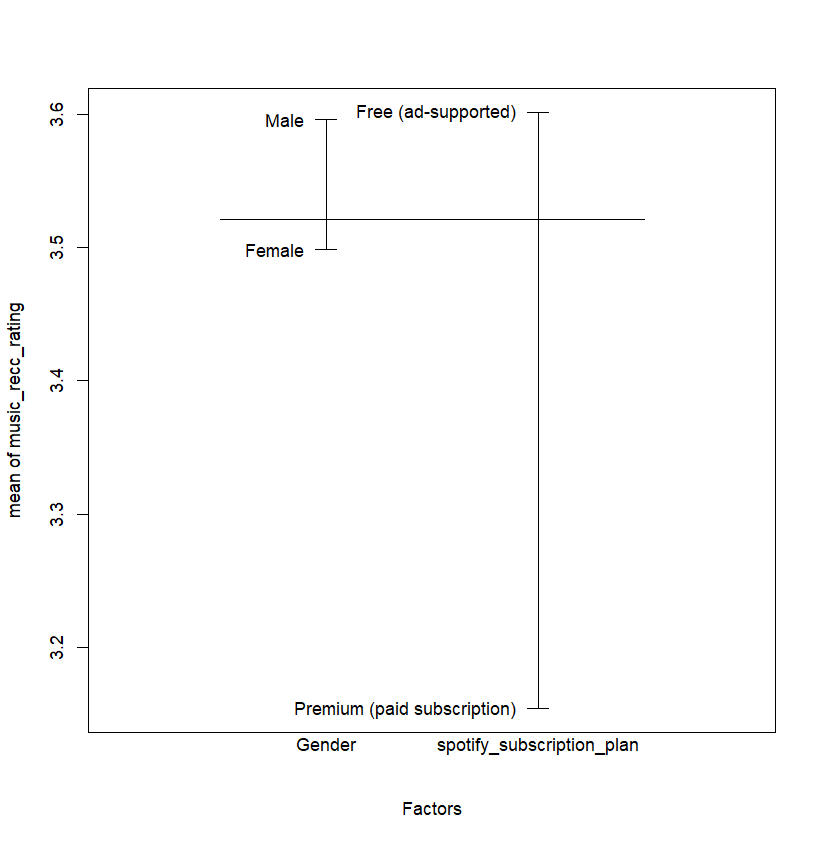 3.6
3.5
3.4
3.3
3.2
mean of music_recc_rating
Male
Free (ad-supported)
Female
Premium (paid subscription)
Gender
spotify_subscription_plan
Factors